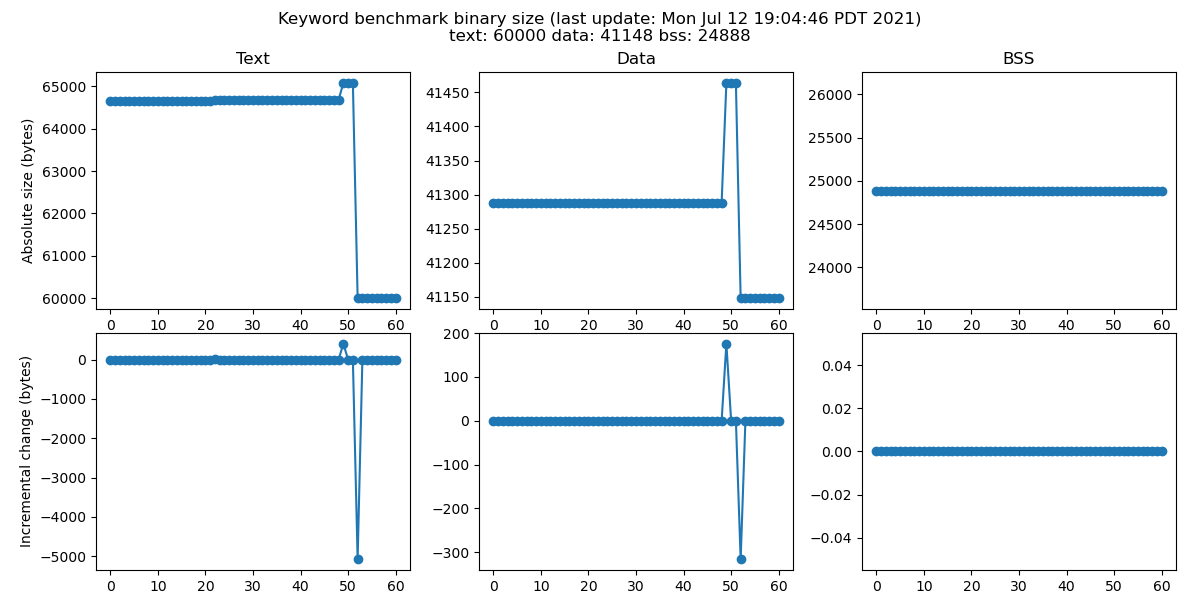 Keyword benchmark binary size (last update: Mon Jul 12 19:04:46 PDT 2021)
text: 60000 data: 41148 bss: 24888
Text
Data
BSS
Absolute size (bytes)
65000
64000
63000
62000
61000
60000
0 10 20 30 40 50 60
41450
41400
41350
41300
41250
41200
41150
0 10 20 30 40 50 60
26000
25500
25000
24500
24000
0 10 20 30 40 50 60
Incremental change (bytes)
0
−1000
−2000
−3000
−4000
−5000
0 10 20 30 40 50 60
200
100
0
−100
−200
−300
0 10 20 30 40 50 60
0.04
0.02
0.00
−0.02
−0.04
0 10 20 30 40 50 60